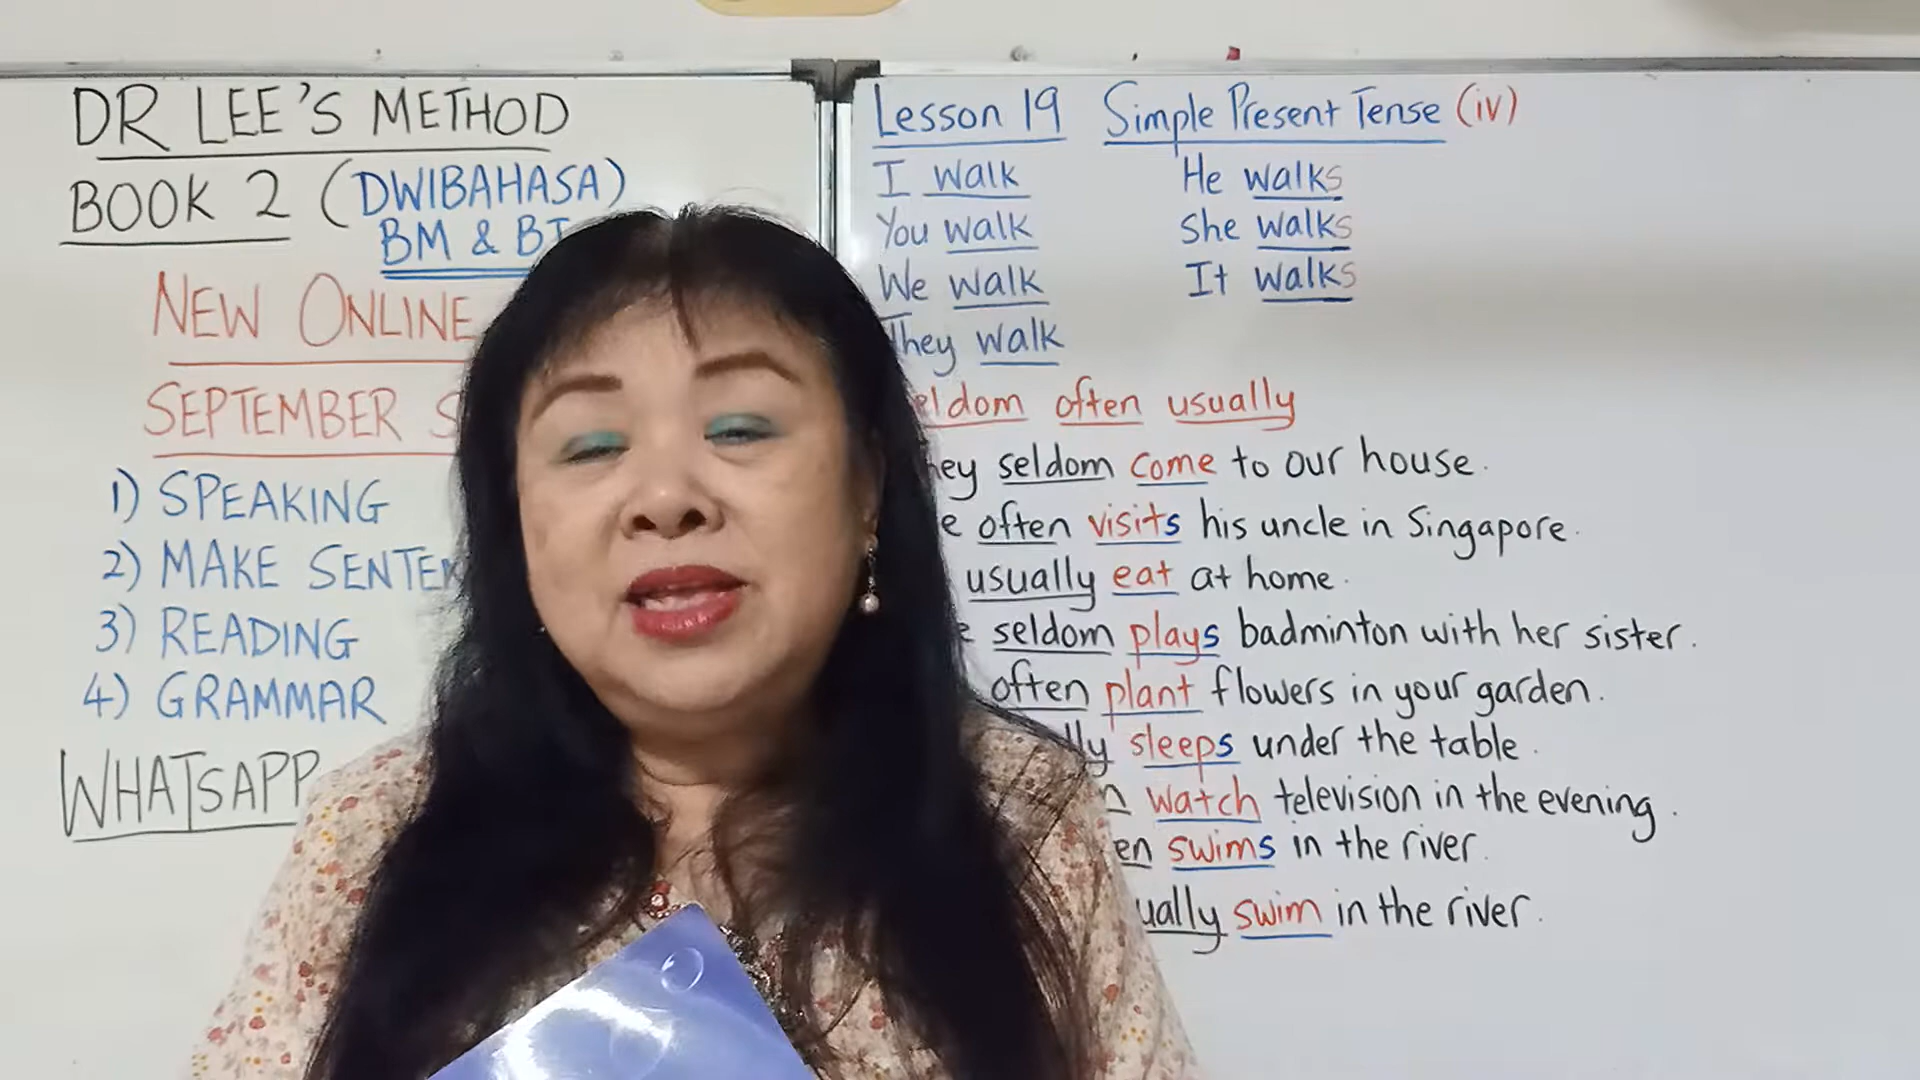 DR LEE'S METHOD
BOOK 2 (DWIBAHASA)
BM & BI
NEW ONLINE
SEPTEMBER
1) SPEAKING
2) MAKE
3) READING
4) GRAMMAR
WHATSAPP
Lesson 19 Simple Present Tense (iv)
I walk He walks
You walk She walks
We walk It walks
They walk
seldom often usually
They seldom come to our house.
often visits his uncle in Singapore.
usually eat at home.
seldom plays badminton with her sister.
often plant flowers in your garden.
sleeps under the table.
watch television in the evening.
swims in the river.
swim in the river.